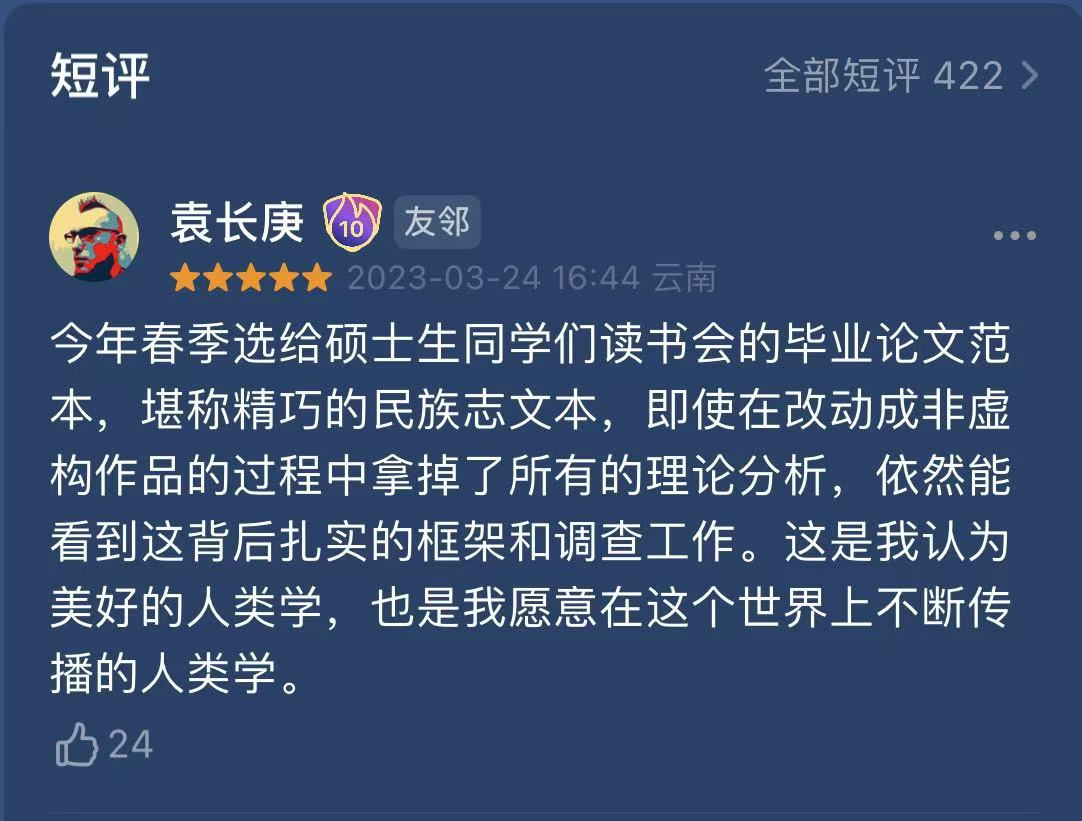 短评
全部短评 422 >
袁长庚 10 友邻
2023-03-24 16:44 云南
今年春季选给硕士生同学们读书会的毕业论文范
本，堪称精巧的民族志文本，即使在改动成非虚
构作品的过程中拿掉了所有的理论分析，依然能
看到这背后扎实的框架和调查工作。这是我认为
美好的人类学，也是我愿意在这个世界上不断传
播的人类学。
24